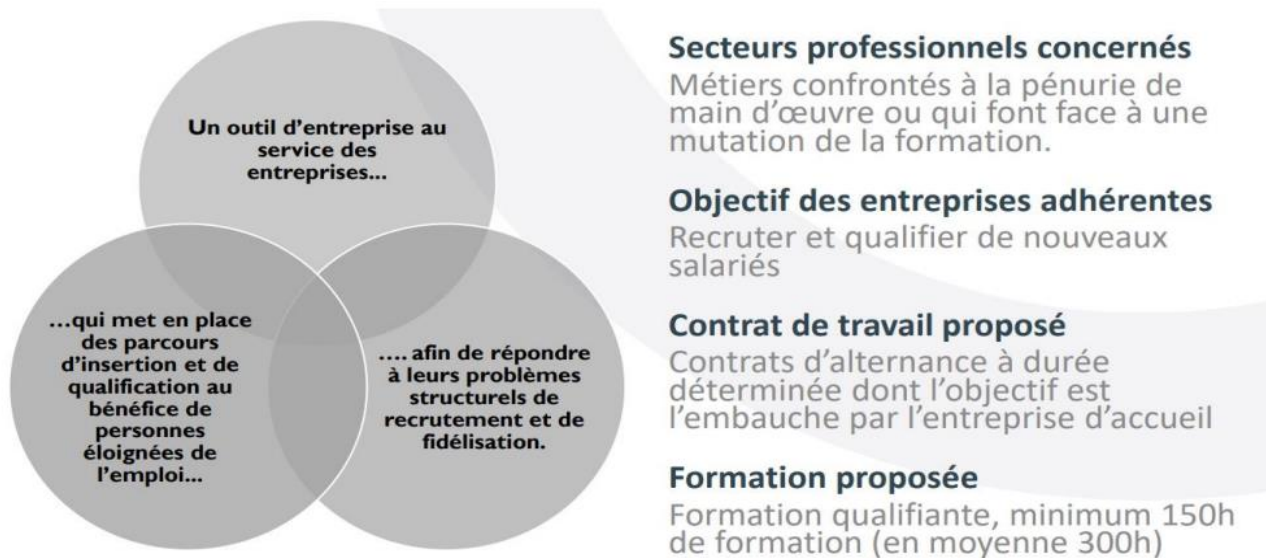 Un outil d’entreprise au
service des
entreprises...
...qui met en place
des parcours
d’insertion et de
qualification au
bénéfice de
personnes
éloignées de
l’emploi...
.... afin de répondre
à leurs problèmes
structurels de
recrutement et de
fidélisation.
Secteurs professionnels concernés
Métiers confrontés à la pénurie de
main d’œuvre ou qui font face à une
mutation de la formation.
Objectif des entreprises adhérentes
Recruter et qualifier de nouveaux
salariés
Contrat de travail proposé
Contrats d’alternance à durée
déterminée dont l’objectif est
l’embauche par l’entreprise d’accueil
Formation proposée
Formation qualifiante, minimum 150h
de formation (en moyenne 300h)